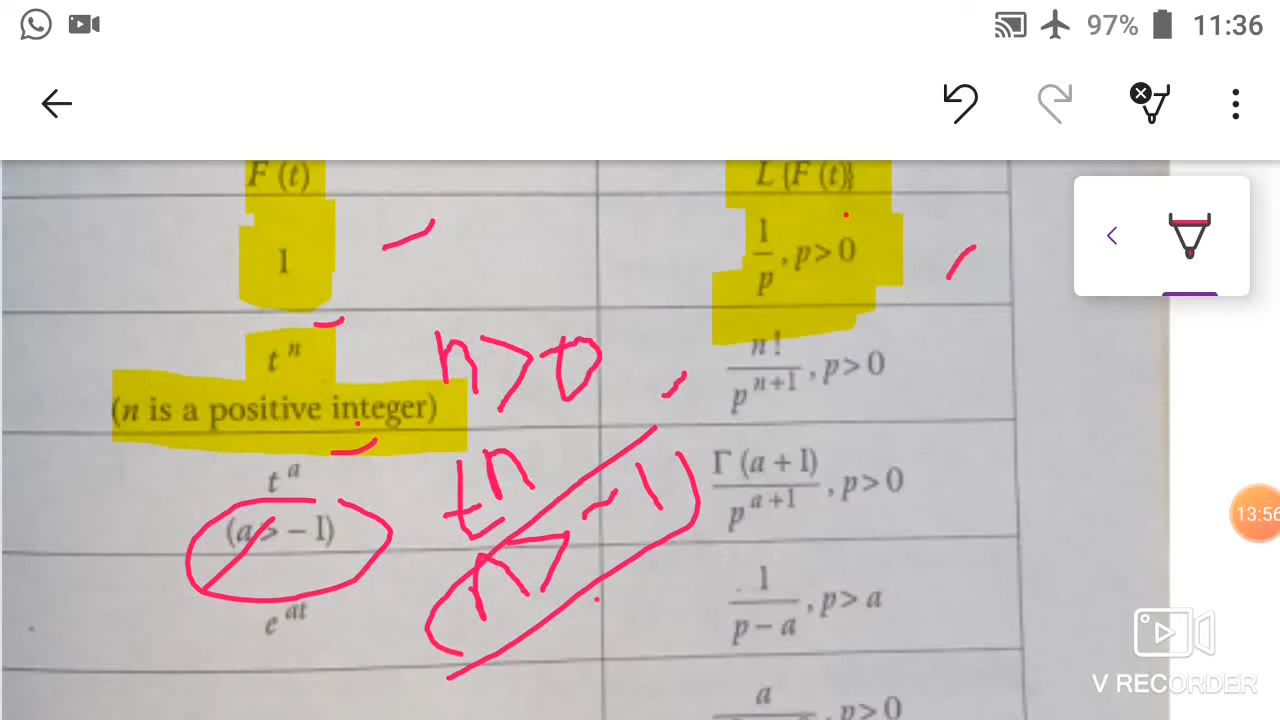 97% 11:36
F (t) L {F (t)}
1 1/p , p > 0
t^n n > 0 n! / p^{n+1} , p > 0
(n is a positive integer)
t^a t^n Γ (a + 1) / p^{a+1} , p > 0
(a > – 1) n > -1
e^{at} 1 / p – a , p > a
a
, p > 0
13:56
V RECORDER